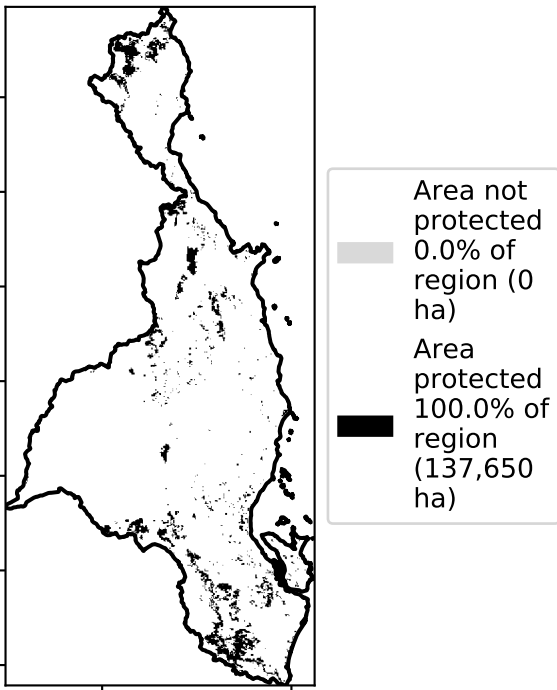 Area not
protected
0.0% of
region (0
ha)
Area
protected
100.0% of
region
(137,650
ha)